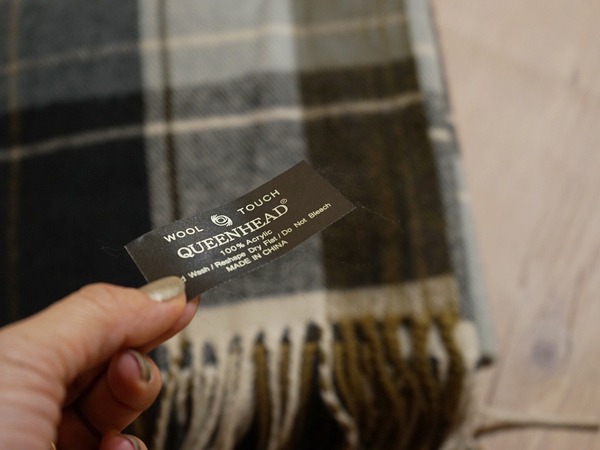 WOOL TOUCH
QUEENHEAD®
100% Acrylic
Wash / Reshape Dry Flat / Do Not Bleach
MADE IN CHINA